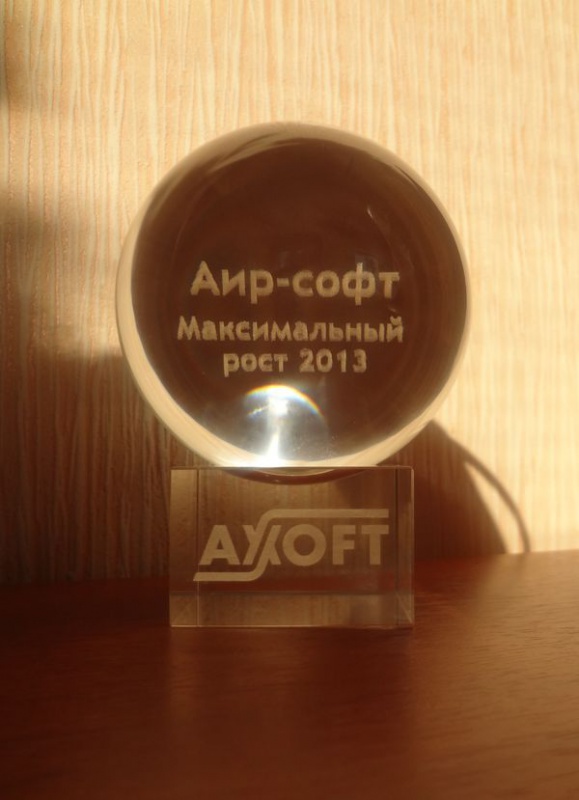 Аир-софт
Максимальный
рост 2013
AXOFT